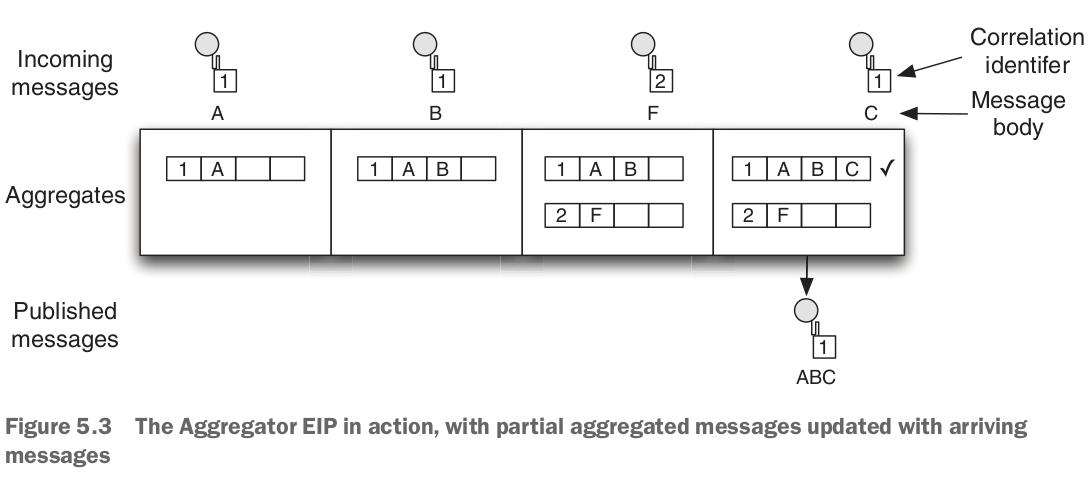 Incoming
messages
1
1
2
1
Correlation
identifer
A
B
F
C
Message
body
Aggregates
1 A
1 A B
1 A B
1 A B C ✓
2 F
2 F
Published
messages
1
ABC
Figure 5.3 The Aggregator EIP in action, with partial aggregated messages updated with arriving
messages